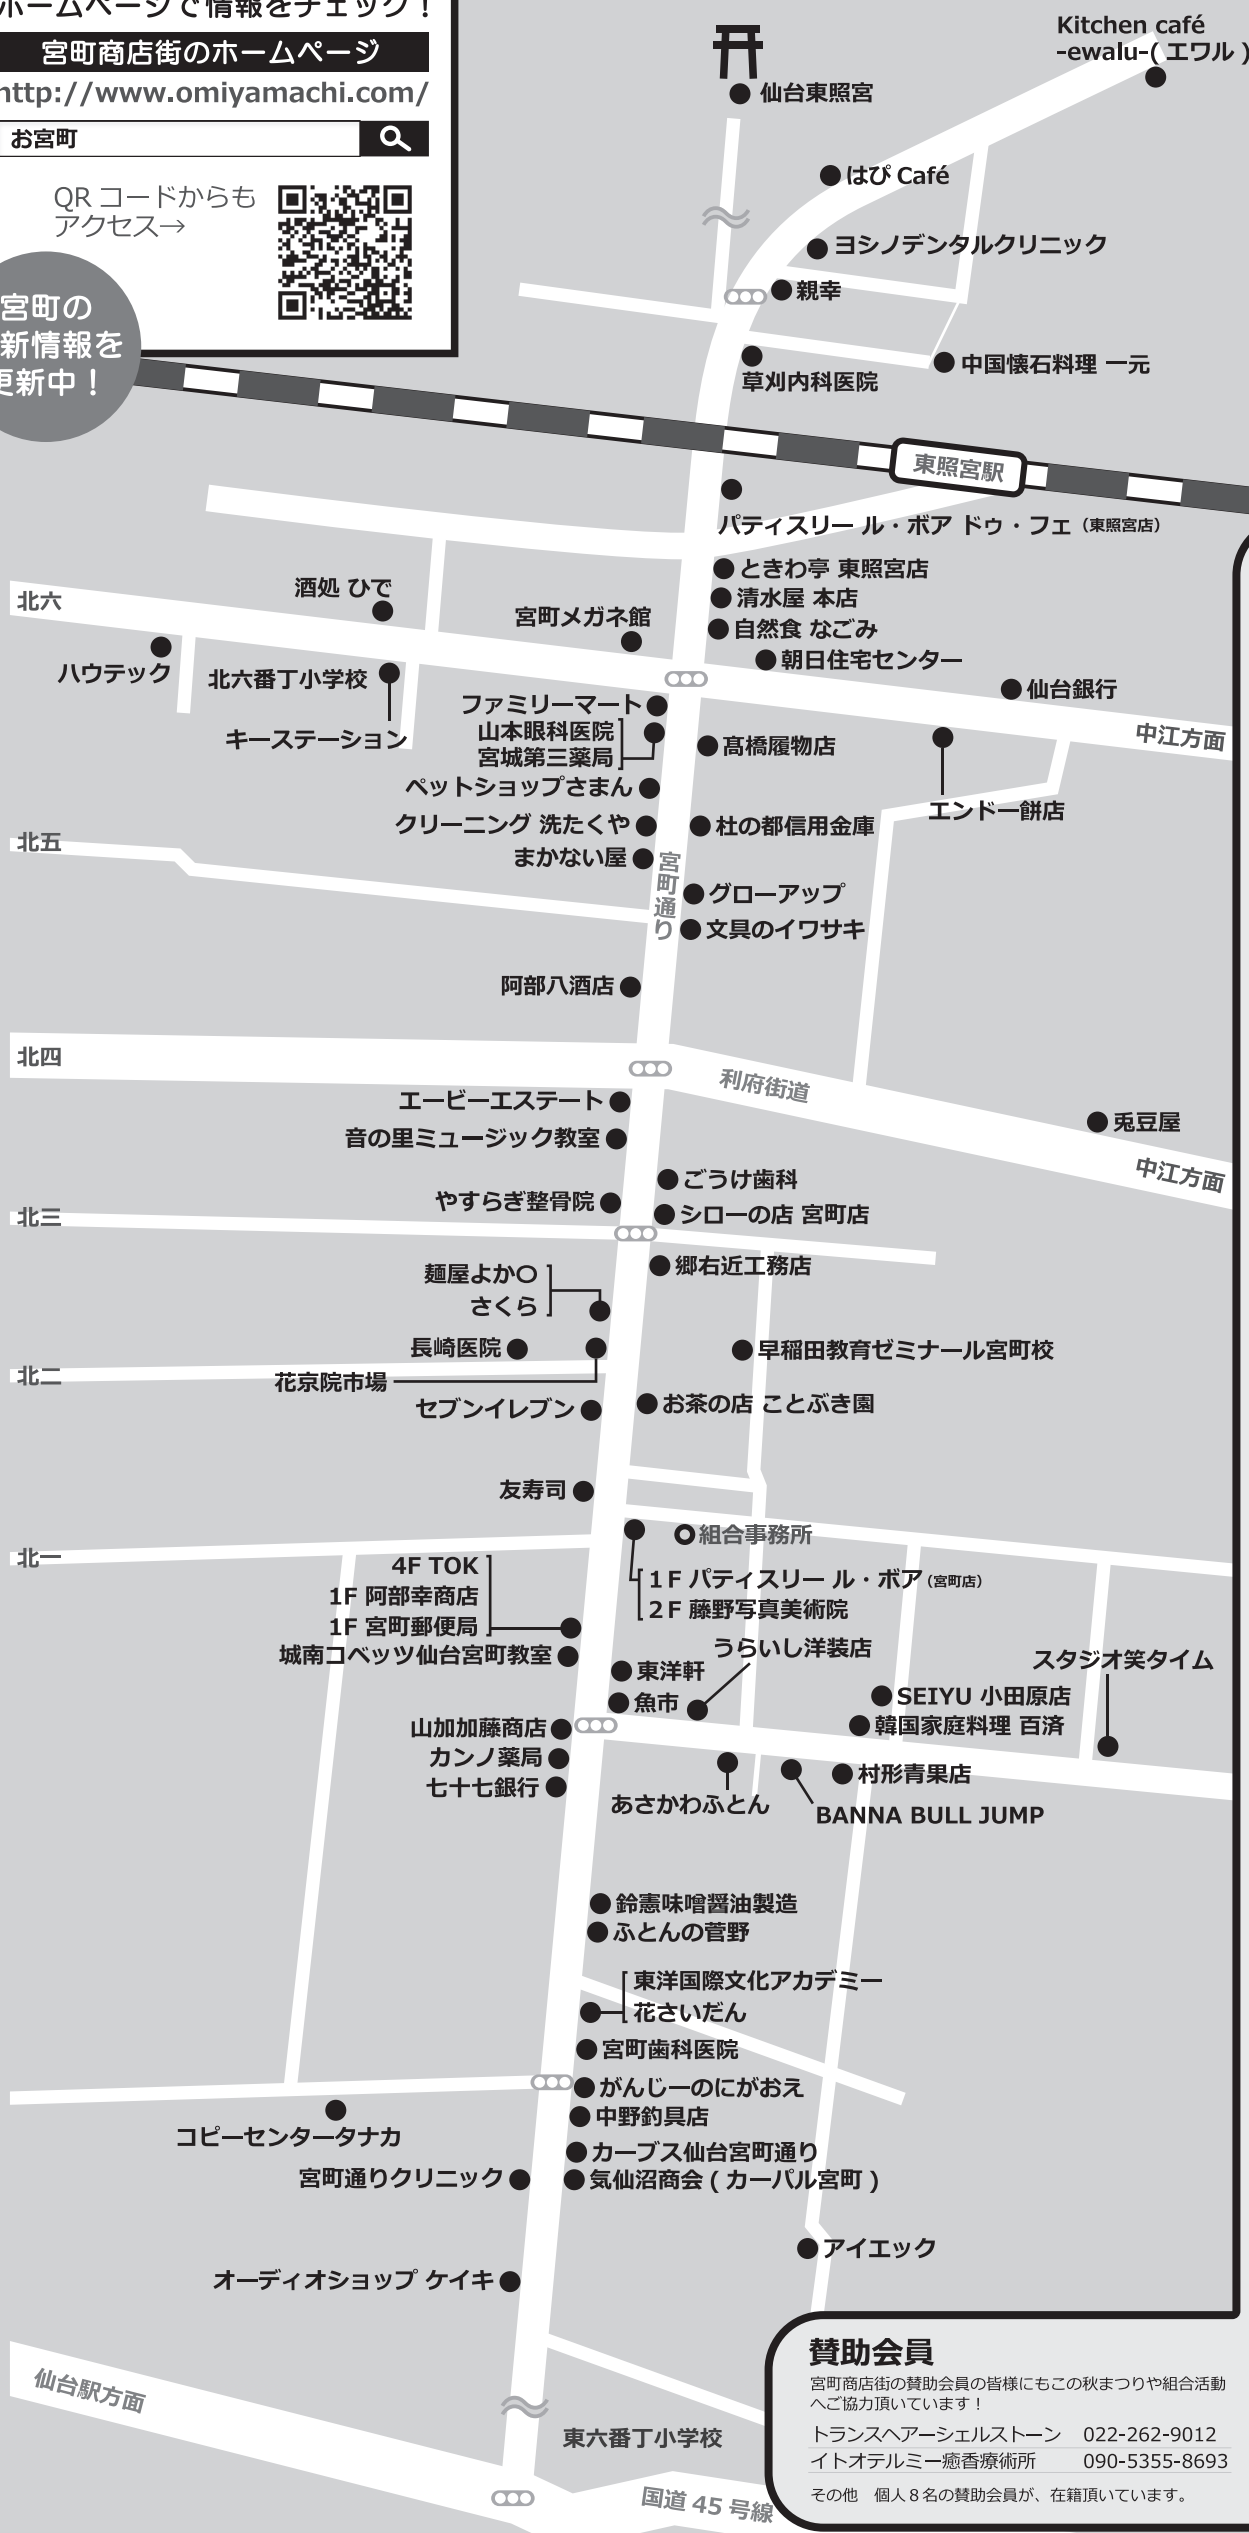 ホームページで情報をチェック！
宮町商店街のホームページ
http://www.omiyamachi.com/
お宮町
QR コードからも
アクセス→
宮町の
新情報を
更新中！
Kitchen café
-ewalu-( エワル )
仙台東照宮
はぴ Café
ヨシノデンタルクリニック
親幸
草刈内科医院
中国懐石料理 一元
東照宮駅
パティスリー ル・ボア ドゥ・フェ（東照宮店）
ときわ亭 東照宮店
清水屋 本店
自然食 なごみ
酒処 ひで
北六
宮町メガネ館
朝日住宅センター
ハウテック
北六番丁小学校
キーステーション
仙台銀行
中江方面
ファミリーマート
山本眼科医院
宮城第三薬局
髙橋履物店
エンドー餅店
ペットショップさまん
クリーニング 洗たくや
杜の都信用金庫
北五
まかない屋
宮町通り
グローアップ
文具のイワサキ
阿部八酒店
北四
利府街道
エービーエステート
音の里ミュージック教室
兎豆屋
中江方面
ごうけ歯科
やすらぎ整骨院
シローの店 宮町店
北三
郷右近工務店
麺屋よか〇
さくら
長崎医院
早稲田教育ゼミナール宮町校
北二
花京院市場
セブンイレブン
お茶の店 ことぶき園
友寿司
組合事務所
北一
4F TOK
1F 阿部幸商店
1F 宮町郵便局
1F パティスリー ル・ボア（宮町店）
2F 藤野写真美術院
城南コベッツ仙台宮町教室
うらいし洋装店
東洋軒
スタジオ笑タイム
魚市
SEIYU 小田原店
山加加藤商店
韓国家庭料理 百済
カンノ薬局
七十七銀行
村形青果店
あさかわふとん
BANNA BULL JUMP
鈴憲味噌醤油製造
ふとんの菅野
東洋国際文化アカデミー
花さいだん
宮町歯科医院
がんじーのにがおえ
中野釣具店
コピーセンタータナカ
カーブス仙台宮町通り
宮町通りクリニック
気仙沼商会 ( カーパル宮町 )
アイエック
オーディオショップ ケイキ
仙台駅方面
東六番丁小学校
国道 45 号線
賛助会員
宮町商店街の賛助会員の皆様にもこの秋まつりや組合活動
へご協力頂いています！
トランスヘアーシェルストーン 022-262-9012
イトオテルミー癒香療術所 090-5355-8693
その他　個人８名の賛助会員が、在籍頂いています。